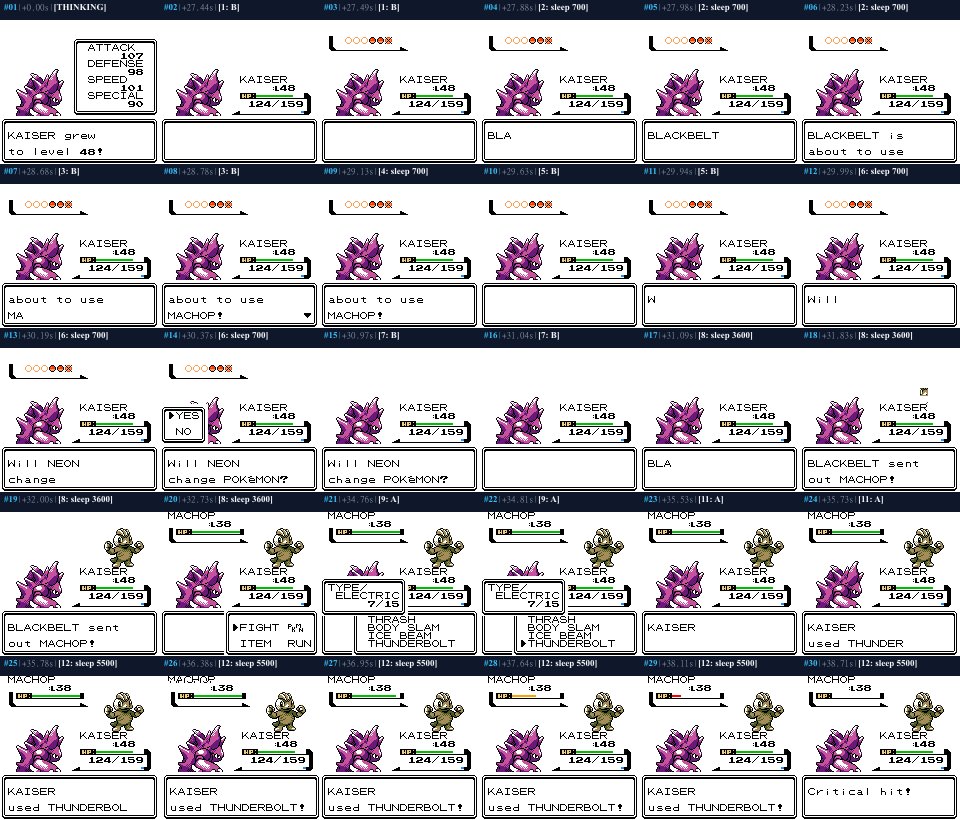 #01|+0.00s|[THINKING]
ATTACK
107
DEFENSE
98
SPEED
101
SPECIAL
90
KAISER grew
to level 48!
#02|+27.44s|[1: B]
KAISER
:L48
HP:
124/159
#03|+27.49s|[1: B]
KAISER
:L48
HP:
124/159
#04|+27.88s|[2: sleep 700]
KAISER
:L48
HP:
124/159
BLA
#05|+27.98s|[2: sleep 700]
KAISER
:L48
HP:
124/159
BLACKBELT
#06|+28.23s|[2: sleep 700]
KAISER
:L48
HP:
124/159
BLACKBELT is
about to use
#07|+28.68s|[3: B]
KAISER
:L48
HP:
124/159
about to use
MA
#08|+28.78s|[3: B]
KAISER
:L48
HP:
124/159
about to use
MACHOP!
#09|+29.13s|[4: sleep 700]
KAISER
:L48
HP:
124/159
about to use
MACHOP!
#10|+29.63s|[5: B]
KAISER
:L48
HP:
124/159
#11|+29.94s|[5: B]
KAISER
:L48
HP:
124/159
W
#12|+29.99s|[6: sleep 700]
KAISER
:L48
HP:
124/159
Will
#13|+30.19s|[6: sleep 700]
KAISER
:L48
HP:
124/159
Will NEON
change
#14|+30.37s|[6: sleep 700]
KAISER
:L48
YES
NO
HP:
124/159
Will NEON
change POKéMON?
#15|+30.97s|[7: B]
KAISER
:L48
HP:
124/159
Will NEON
change POKéMON?
#16|+31.04s|[7: B]
KAISER
:L48
HP:
124/159
#17|+31.09s|[8: sleep 3600]
KAISER
:L48
HP:
124/159
BLA
#18|+31.83s|[8: sleep 3600]
KAISER
:L48
HP:
124/159
BLACKBELT sent
out MACHOP!
#19|+32.00s|[8: sleep 3600]
MACHOP
:L38
HP:
KAISER
:L48
HP:
124/159
BLACKBELT sent
out MACHOP!
#20|+32.73s|[8: sleep 3600]
MACHOP
:L38
HP:
KAISER
:L48
HP:
124/159
FIGHT PKMN
ITEM RUN
#21|+34.76s|[9: A]
MACHOP
:L38
HP:
KAISER
:L48
TYPE/
ELECTRIC
7/15
124/159
THRASH
BODY SLAM
ICE BEAM
THUNDERBOLT
#22|+34.81s|[9: A]
MACHOP
:L38
HP:
KAISER
:L48
TYPE/
ELECTRIC
7/15
124/159
THRASH
BODY SLAM
ICE BEAM
THUNDERBOLT
#23|+35.53s|[11: A]
MACHOP
:L38
HP:
KAISER
:L48
HP:
124/159
KAISER
#24|+35.73s|[11: A]
MACHOP
:L38
HP:
KAISER
:L48
HP:
124/159
KAISER
used THUNDER
#25|+35.78s|[12: sleep 5500]
MACHOP
:L38
HP:
KAISER
:L48
HP:
124/159
KAISER
used THUNDERBOL
#26|+36.38s|[12: sleep 5500]
MACHOP
:L38
HP:
KAISER
:L48
HP:
124/159
KAISER
used THUNDERBOLT!
#27|+36.95s|[12: sleep 5500]
MACHOP
:L38
HP:
KAISER
:L48
HP:
124/159
KAISER
used THUNDERBOLT!
#28|+37.64s|[12: sleep 5500]
MACHOP
:L38
HP:
KAISER
:L48
HP:
124/159
KAISER
used THUNDERBOLT!
#29|+38.11s|[12: sleep 5500]
MACHOP
:L38
HP:
KAISER
:L48
HP:
124/159
KAISER
used THUNDERBOLT!
#30|+38.71s|[12: sleep 5500]
MACHOP
:L38
HP:
KAISER
:L48
HP:
124/159
Critical hit!